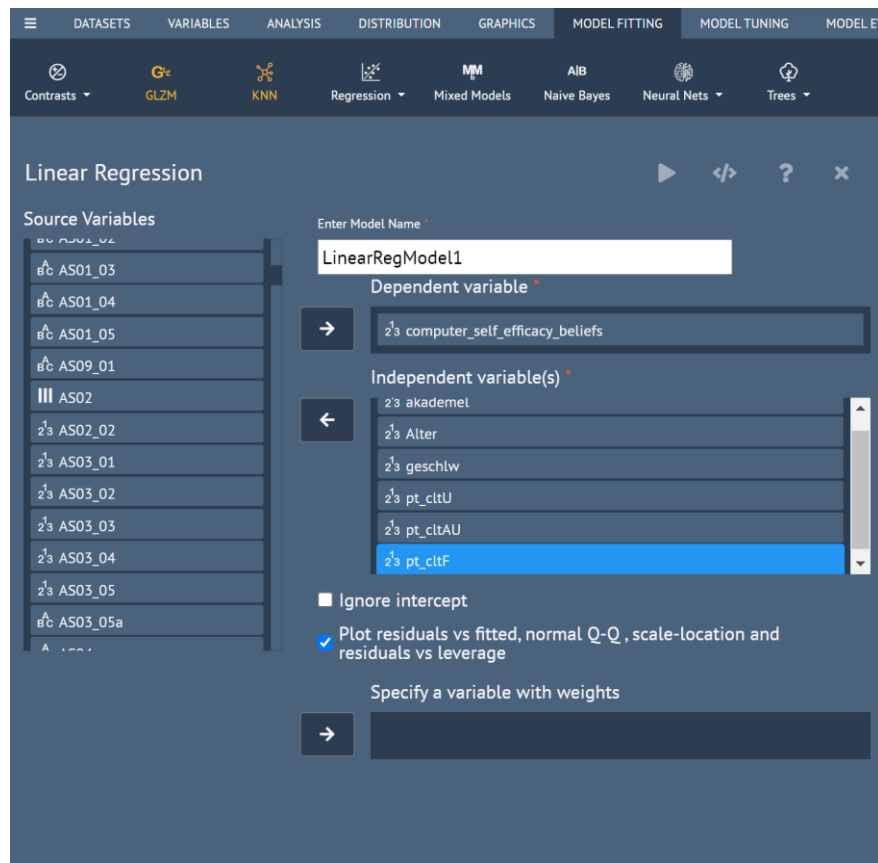 DATASETS VARIABLES ANALYSIS DISTRIBUTION GRAPHICS MODEL FITTING MODEL TUNING MODEL E
Contrasts GLZM KNN Regression Mixed Models Naive Bayes Neural Nets Trees
Linear Regression
Source Variables
AS01_02
AS01_03
AS01_04
AS01_05
AS09_01
AS02
AS02_02
AS03_01
AS03_02
AS03_03
AS03_04
AS03_05
AS03_05a
Enter Model Name *
LinearRegModel1
Dependent variable *
computer_self_efficacy_beliefs
Independent variable(s) *
akademel
Alter
geschlw
pt_cltU
pt_cltAU
pt_cltF
Ignore intercept
Plot residuals vs fitted, normal Q-Q , scale-location and
residuals vs leverage
Specify a variable with weights